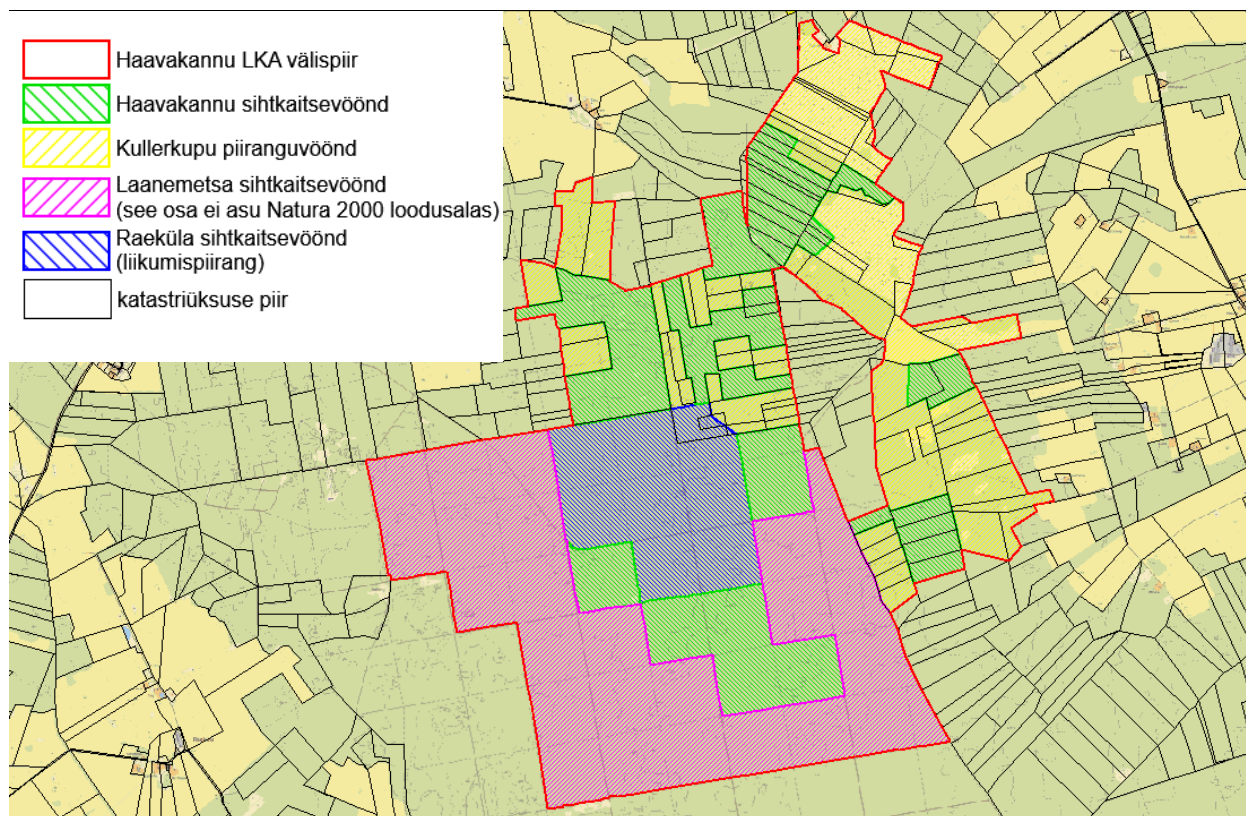 Haavakannu LKA välispiir
Haavakannu sihtkaitsevöönd
Kullerkupu piiranguvöönd
Laanemetsa sihtkaitsevöönd
(see osa ei asu Natura 2000 loodusalas)
Raeküla sihtkaitsevöönd
(liikumispiirang)
katastriüksuse piir